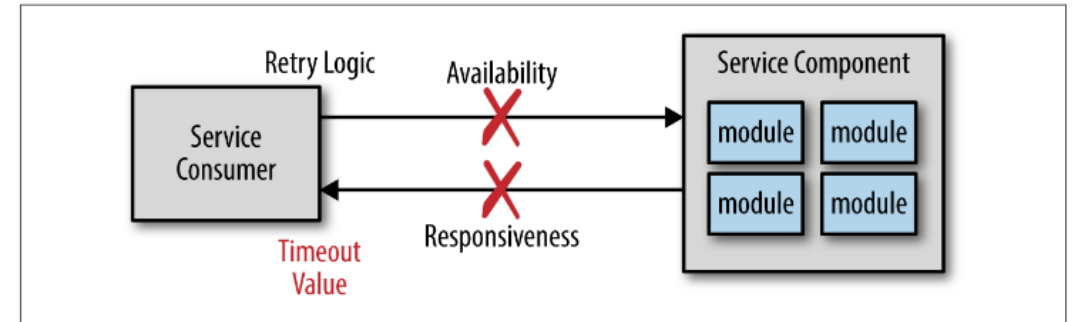 Retry Logic
Availability
Service Component
Service
Consumer
module
module
module
module
Responsiveness
Timeout
Value